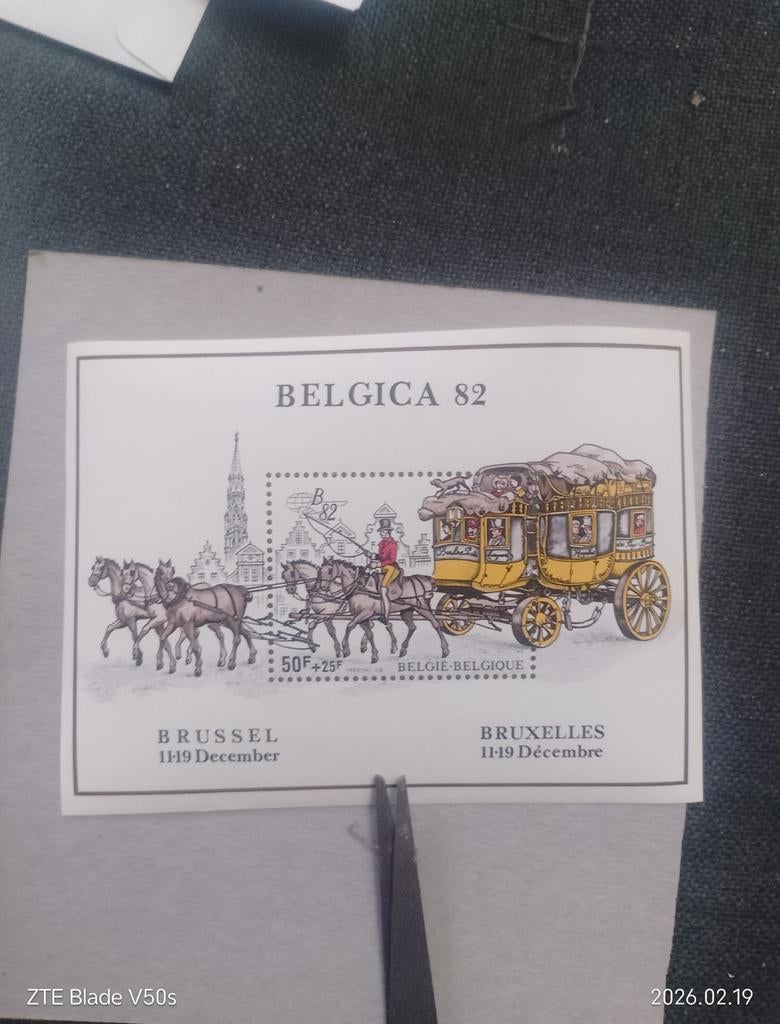 BELGICA 82
B
82
50F+25F
BELGIË-BELGIQUE
BRUSSEL
11-19 December
BRUXELLES
11-19 Décembre
ZTE Blade V50s
2026.02.19